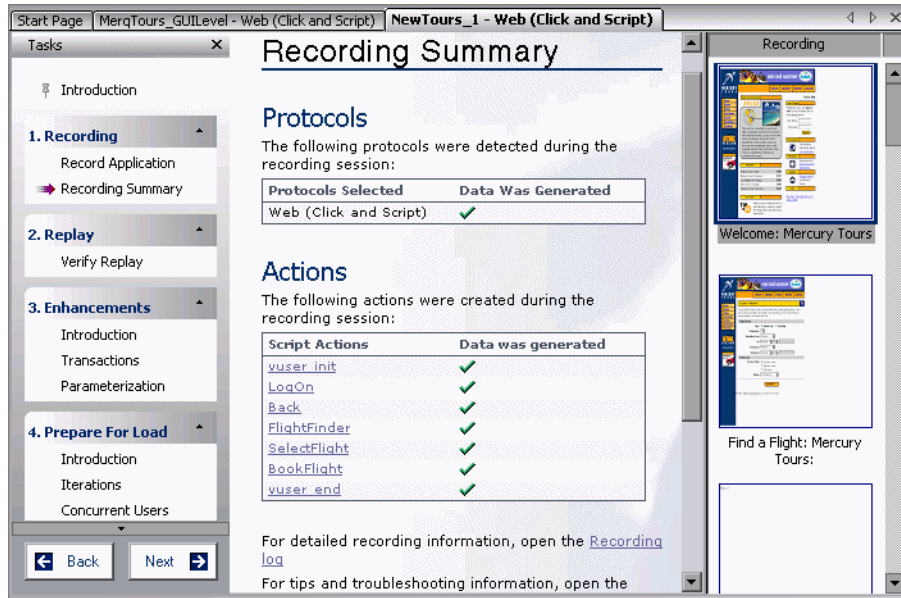 Start Page
MerqTours_GUILevel - Web (Click and Script)
NewTours_1 - Web (Click and Script)
Tasks
Introduction
1. Recording
Record Application
Recording Summary
2. Replay
Verify Replay
3. Enhancements
Introduction
Transactions
Parameterization
4. Prepare For Load
Introduction
Iterations
Concurrent Users
Back
Next
Recording Summary
Protocols
The following protocols were detected during the
recording session:
Protocols Selected Data Was Generated
Web (Click and Script)
Actions
The following actions were created during the
recording session:
Script Actions Data was generated
vuser_init
LogOn
Back
FlightFinder
SelectFlight
BookFlight
vuser_end
For detailed recording information, open the Recording
log
For tips and troubleshooting information, open the
Recording
Welcome: Mercury Tours
Find a Flight: Mercury
Tours: